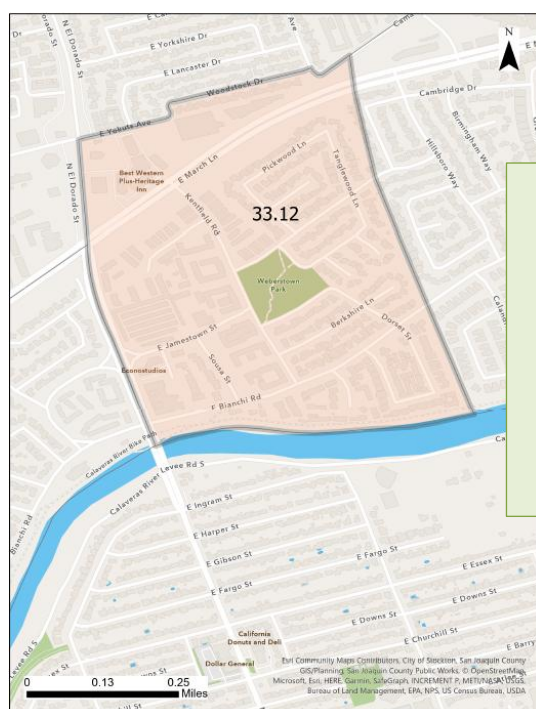 N El Dorado St
E Yorkshire Dr
E Lancaster Dr
Ave
N
Woodstock Dr
E Yokuts Ave
Cambridge Dr
Birmingham Way
Hillsboro Way
E March Ln
Best Western
Plus-Heritage
Inn
Pickwood Ln
Tanglewood Ln
Kentfield Rd
N El Dorado St
33.12
Weberstown
Park
Berkshire Ln
Dorset St
E Jamestown St
Econostudios
Sousa St
E Bianchi Rd
Calaveras River Bike Path
Calaveras River Levee Rd S
Bianchi Rd
E Ingram St
E Harper St
E Gibson St
E Fargo St
E Fargo St
E Essex St
E Downs St
E Downs St
E Churchill St
E Barry
California
Donuts and Deli
Dollar General
Levee Rd S
Essex St
Downs St
Esri Community Maps Contributors, City of Stockton, San Joaquin County
GIS/Planning, San Joaquin County Public Works, © OpenStreetMap,
Microsoft, Esri, HERE, Garmin, SafeGraph, INCREMENT P, METI/NASA, USGS,
Bureau of Land Management, EPA, NPS, US Census Bureau, USDA
0 0.13 0.25
Miles